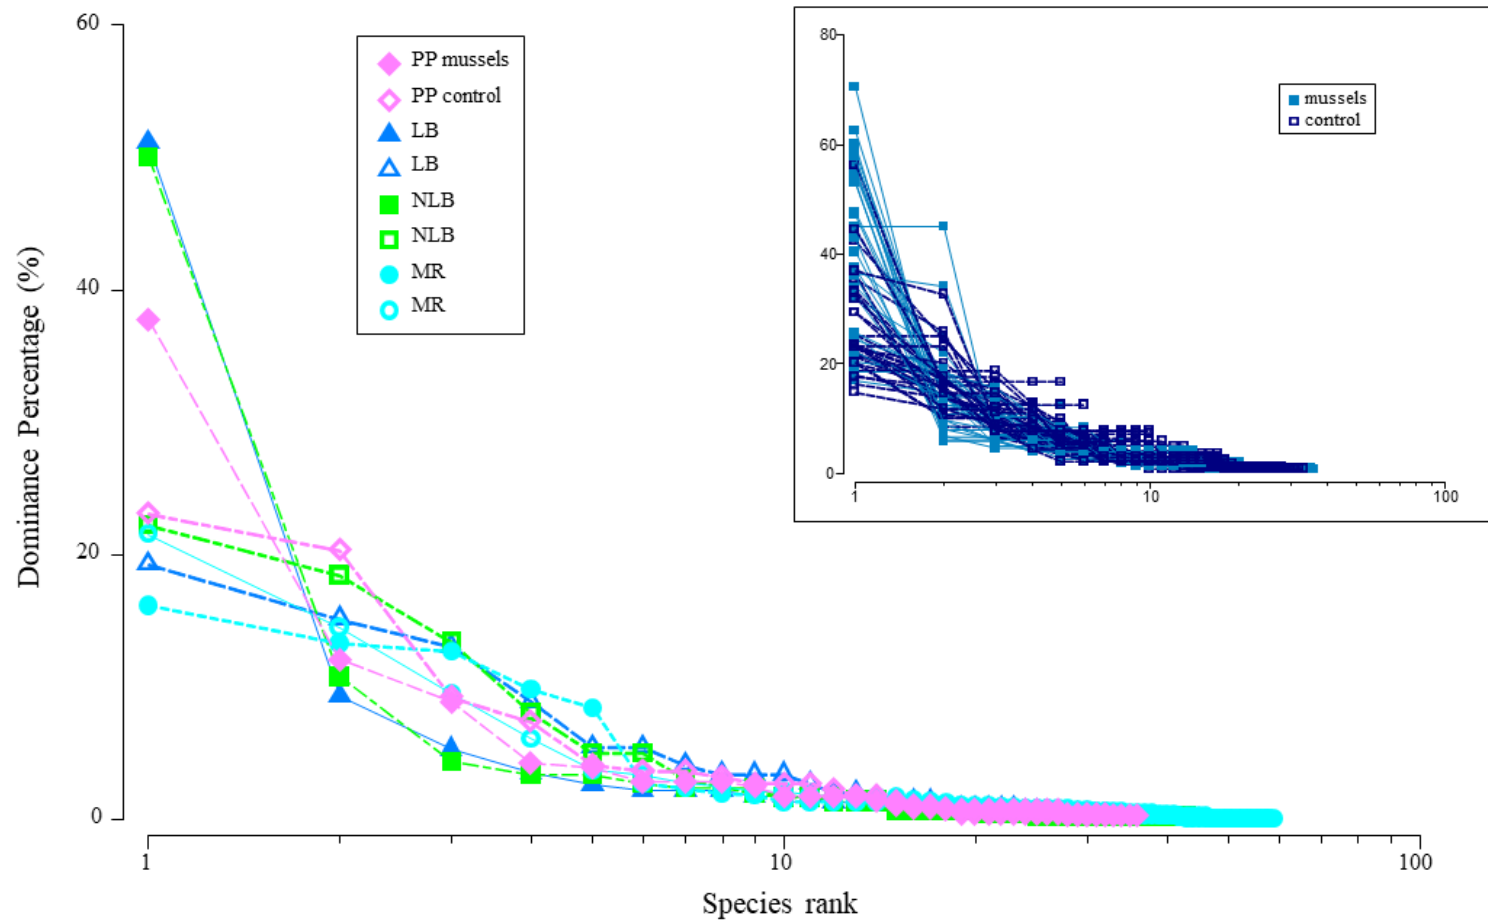 60
40
20
0
Dominance Percentage (%)
PP mussels
PP control
LB
LB
NLB
NLB
MR
MR
1
10
100
Species rank
80
60
40
20
0
mussels
control
1
10
100